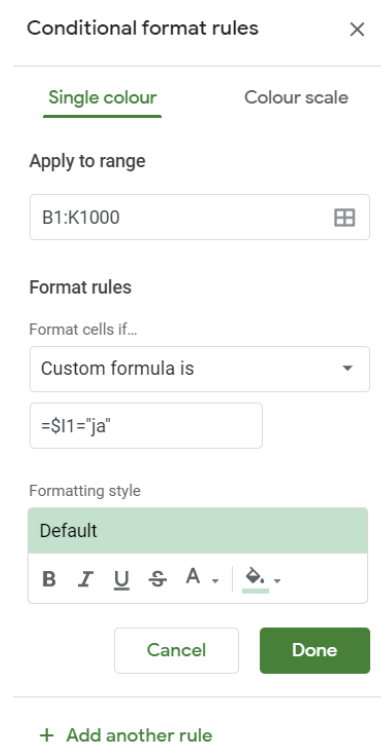 Conditional format rules
Single colour Colour scale
Apply to range
B1:K1000
Format rules
Format cells if…
Custom formula is
=$I1="ja"
Formatting style
Default
B I U S A
Cancel Done
+ Add another rule